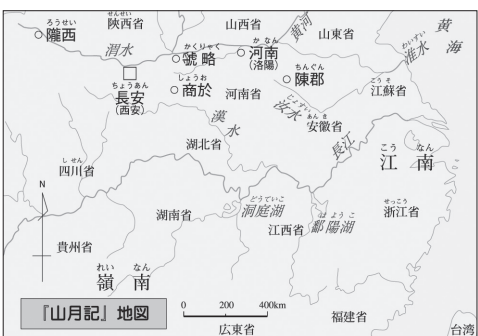 ろうせい
隴西
せんせい
陝西省
渭水
山西省
黄河
山東省
黄海
わいすい
淮水
かくりゃく
虢略
かなん
河南
(洛陽)
ちょうあん
長安
(西安)
しょうお
商於
河南省
ちんぐん
陳郡
こうそ
江蘇省
じょすい
汝水
あんき
安徽省
漢水
湖北省
長江
こうなん
江南
しせん
四川省
N
湖南省
どうていこ
洞庭湖
江西省
はようこ
鄱陽湖
せっこう
浙江省
貴州省
れいなん
嶺南
『山月記』地図
0 200 400km
広東省
福建省
台湾